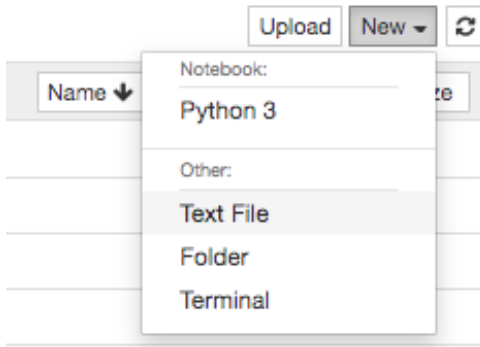 Upload New
Notebook:
Name
Python 3
Other:
Text File
Folder
Terminal